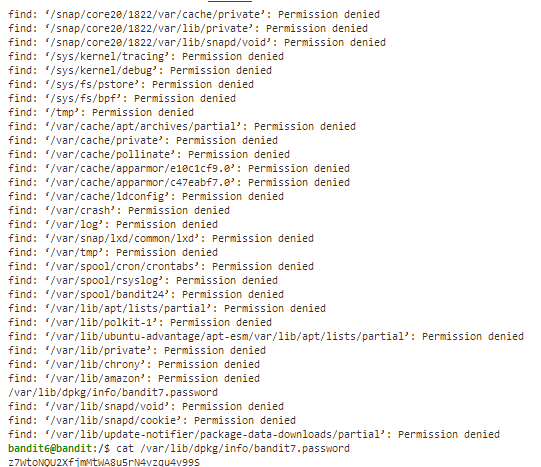 find: ‘/snap/core20/1822/var/cache/private’: Permission denied
find: ‘/snap/core20/1822/var/lib/private’: Permission denied
find: ‘/snap/core20/1822/var/lib/snapd/void’: Permission denied
find: ‘/sys/kernel/tracing’: Permission denied
find: ‘/sys/kernel/debug’: Permission denied
find: ‘/sys/fs/pstore’: Permission denied
find: ‘/sys/fs/bpf’: Permission denied
find: ‘/tmp’: Permission denied
find: ‘/var/cache/apt/archives/partial’: Permission denied
find: ‘/var/cache/private’: Permission denied
find: ‘/var/cache/pollinate’: Permission denied
find: ‘/var/cache/apparmor/e10c1cf9.0’: Permission denied
find: ‘/var/cache/apparmor/c47eabf7.0’: Permission denied
find: ‘/var/cache/ldconfig’: Permission denied
find: ‘/var/crash’: Permission denied
find: ‘/var/log’: Permission denied
find: ‘/var/snap/lxd/common/lxd’: Permission denied
find: ‘/var/tmp’: Permission denied
find: ‘/var/spool/cron/crontabs’: Permission denied
find: ‘/var/spool/rsyslog’: Permission denied
find: ‘/var/spool/bandit24’: Permission denied
find: ‘/var/lib/apt/lists/partial’: Permission denied
find: ‘/var/lib/polkit-1’: Permission denied
find: ‘/var/lib/ubuntu-advantage/apt-esm/var/lib/apt/lists/partial’: Permission denied
find: ‘/var/lib/private’: Permission denied
find: ‘/var/lib/chrony’: Permission denied
find: ‘/var/lib/amazon’: Permission denied
/var/lib/dpkg/info/bandit7.password
find: ‘/var/lib/snapd/void’: Permission denied
find: ‘/var/lib/snapd/cookie’: Permission denied
find: ‘/var/lib/update-notifier/package-data-downloads/partial’: Permission denied
bandit6@bandit:/$ cat /var/lib/dpkg/info/bandit7.password
z7WtoNQU2XfjmMtWA8u5rN4vzqu4v99S